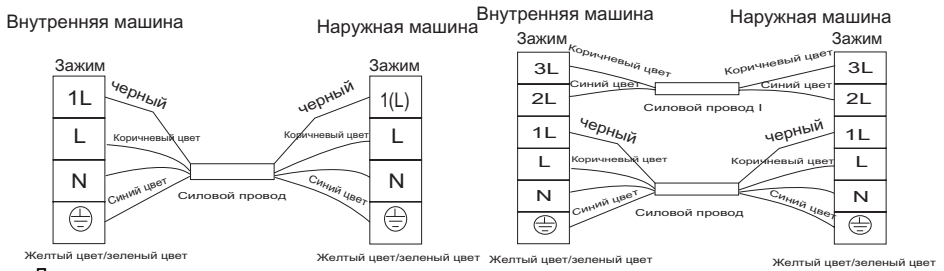 Внутренняя машина
Наружная машина
Зажим
Зажим
1L
черный
черный
1(L)
L
Коричневый цвет
Коричневый цвет
L
N
Синий цвет
Силовой провод
Синий цвет
N
Желтый цвет/зеленый цвет
Желтый цвет/зеленый цвет
Внутренняя машина
Наружная машина
Зажим
Зажим
3L
Коричневый цвет
Коричневый цвет
3L
2L
Синий цвет
Синий цвет
2L
Силовой провод I
1L
черный
черный
1L
L
Коричневый цвет
Коричневый цвет
L
N
Синий цвет
Силовой провод
Синий цвет
N
Желтый цвет/зеленый цвет
Желтый цвет/зеленый цвет